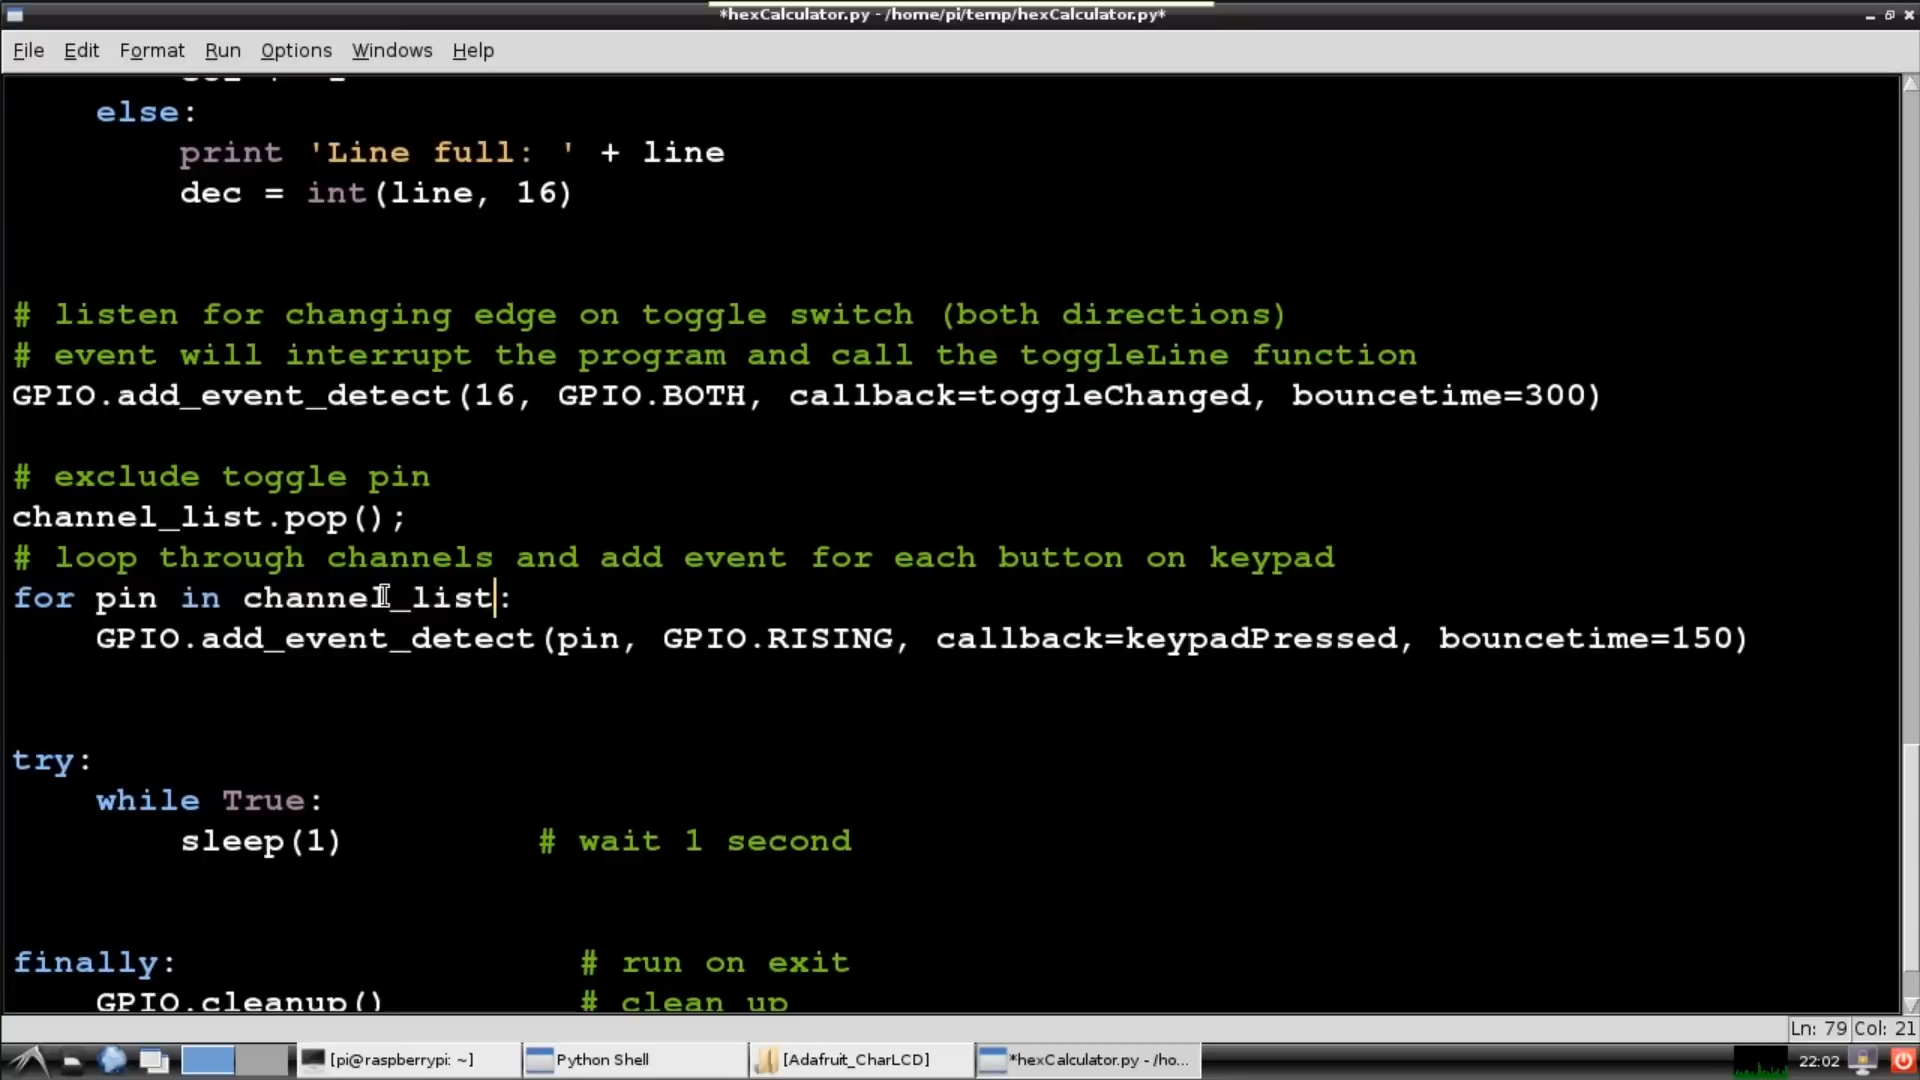 *hexCalculator.py - /home/pi/temp/hexCalculator.py*
File Edit Format Run Options Windows Help
else:
print 'Line full: ' + line
dec = int(line, 16)
# listen for changing edge on toggle switch (both directions)
# event will interrupt the program and call the toggleLine function
GPIO.add_event_detect(16, GPIO.BOTH, callback=toggleChanged, bouncetime=300)
# exclude toggle pin
channel_list.pop();
# loop through channels and add event for each button on keypad
for pin in channel_list:
GPIO.add_event_detect(pin, GPIO.RISING, callback=keypadPressed, bouncetime=150)
try:
while True:
sleep(1) # wait 1 second
finally: # run on exit
GPIO.cleanup() # clean up
Ln: 79 Col: 21
[pi@raspberrypi: ~] Python Shell [Adafruit_CharLCD] *hexCalculator.py - /ho... 22:02